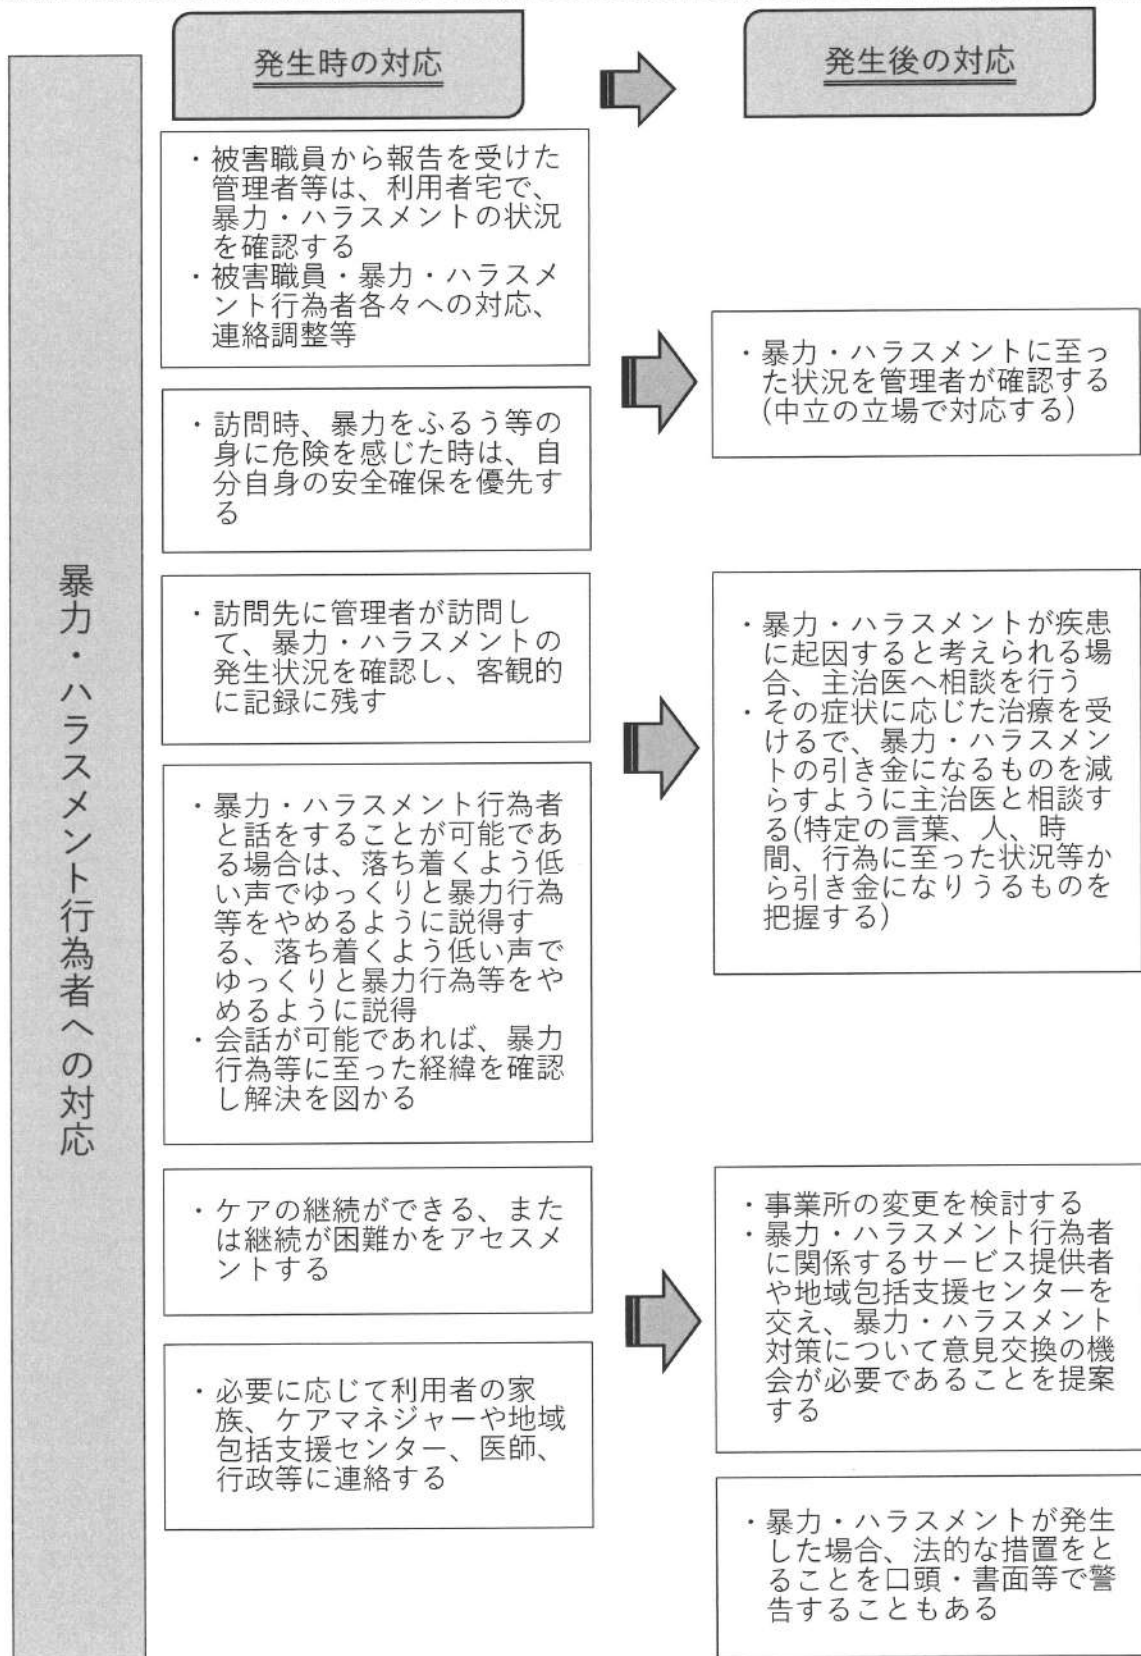 発生時の対応
発生後の対応
暴力・ハラスメント行為者への対応
・被害職員から報告を受けた
管理者等は、利用者宅で、
暴力・ハラスメントの状況
を確認する
・被害職員・暴力・ハラスメ
ント行為者各々への対応、
連絡調整等
・訪問時、暴力をふるう等の
身に危険を感じた時は、自
分自身の安全確保を優先す
る
・訪問先に管理者が訪問し
て、暴力・ハラスメントの
発生状況を確認し、客観的
に記録に残す
・暴力・ハラスメント行為者
と話をすることが可能であ
る場合は、落ち着くよう低
い声でゆっくりと暴力行為
等をやめるように説得す
る、落ち着くよう低い声で
ゆっくりと暴力行為等をや
めるように説得
・会話が可能であれば、暴力
行為等に至った経緯を確認
し解決を図かる
・ケアの継続ができる、また
は継続が困難かをアセスメ
ントする
・必要に応じて利用者の家
族、ケアマネジャーや地域
包括支援センター、医師、
行政等に連絡する
・暴力・ハラスメントに至っ
た状況を管理者が確認する
(中立の立場で対応する)
・暴力・ハラスメントが疾患
に起因すると考えられる場
合、主治医へ相談を行う
・その症状に応じた治療を受
けるで、暴力・ハラスメン
トの引き金になるものを減
らすように主治医と相談す
る(特定の言葉、人、時
間、行為に至った状況等か
ら引き金になりうるものを
把握する)
・事業所の変更を検討する
・暴力・ハラスメント行為者
に関係するサービス提供者
や地域包括支援センターを
交え、暴力・ハラスメント
対策について意見交換の機
会が必要であることを提案
する
・暴力・ハラスメントが発生
した場合、法的な措置をと
ることを口頭・書面等で警
告することもある